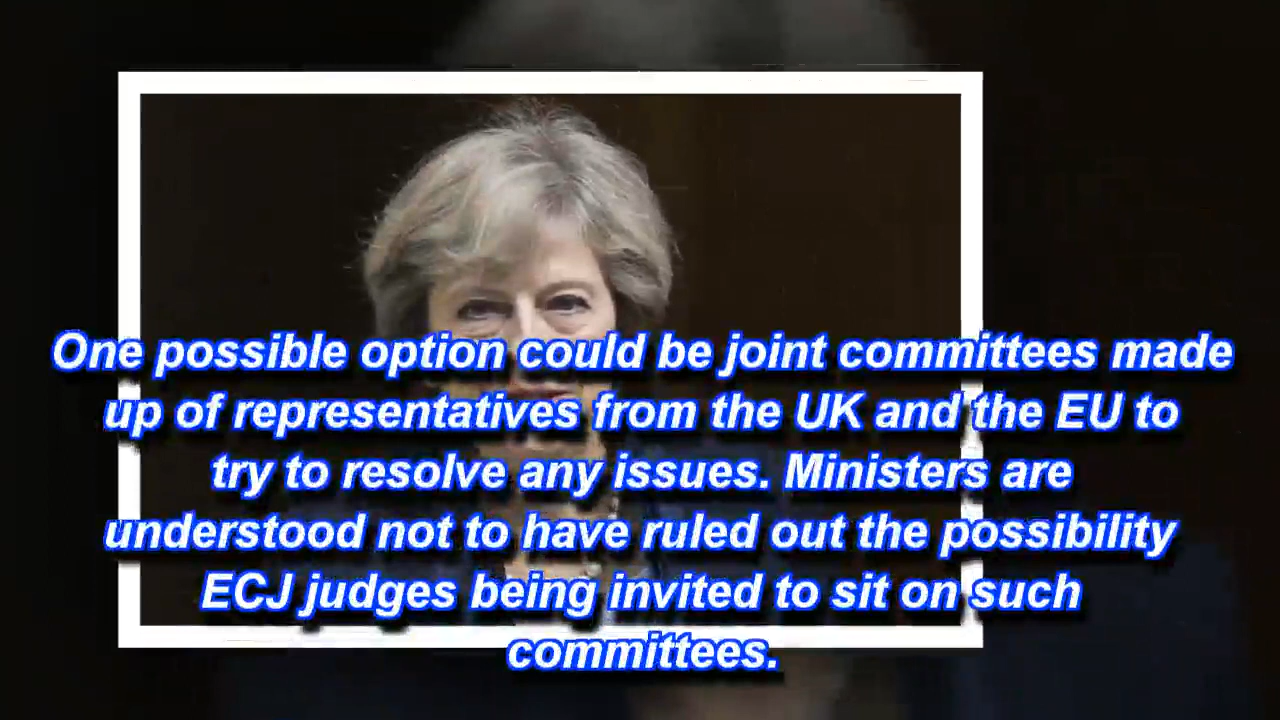 One possible option could be joint committees made
up of representatives from the UK and the EU to
try to resolve any issues. Ministers are
understood not to have ruled out the possibility
ECJ judges being invited to sit on such
committees.